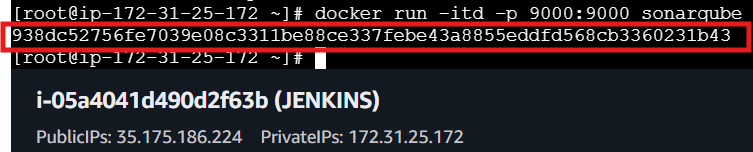 [root@ip-172-31-25-172 ~]# docker run -itd -p 9000:9000 sonarqube
938dc52756fe7039e08c3311be88ce337febe43a8855eddfd568cb3360231b43
[root@ip-172-31-25-172 ~]#
i-05a4041d490d2f63b (JENKINS)
PublicIPs: 35.175.186.224 PrivateIPs: 172.31.25.172